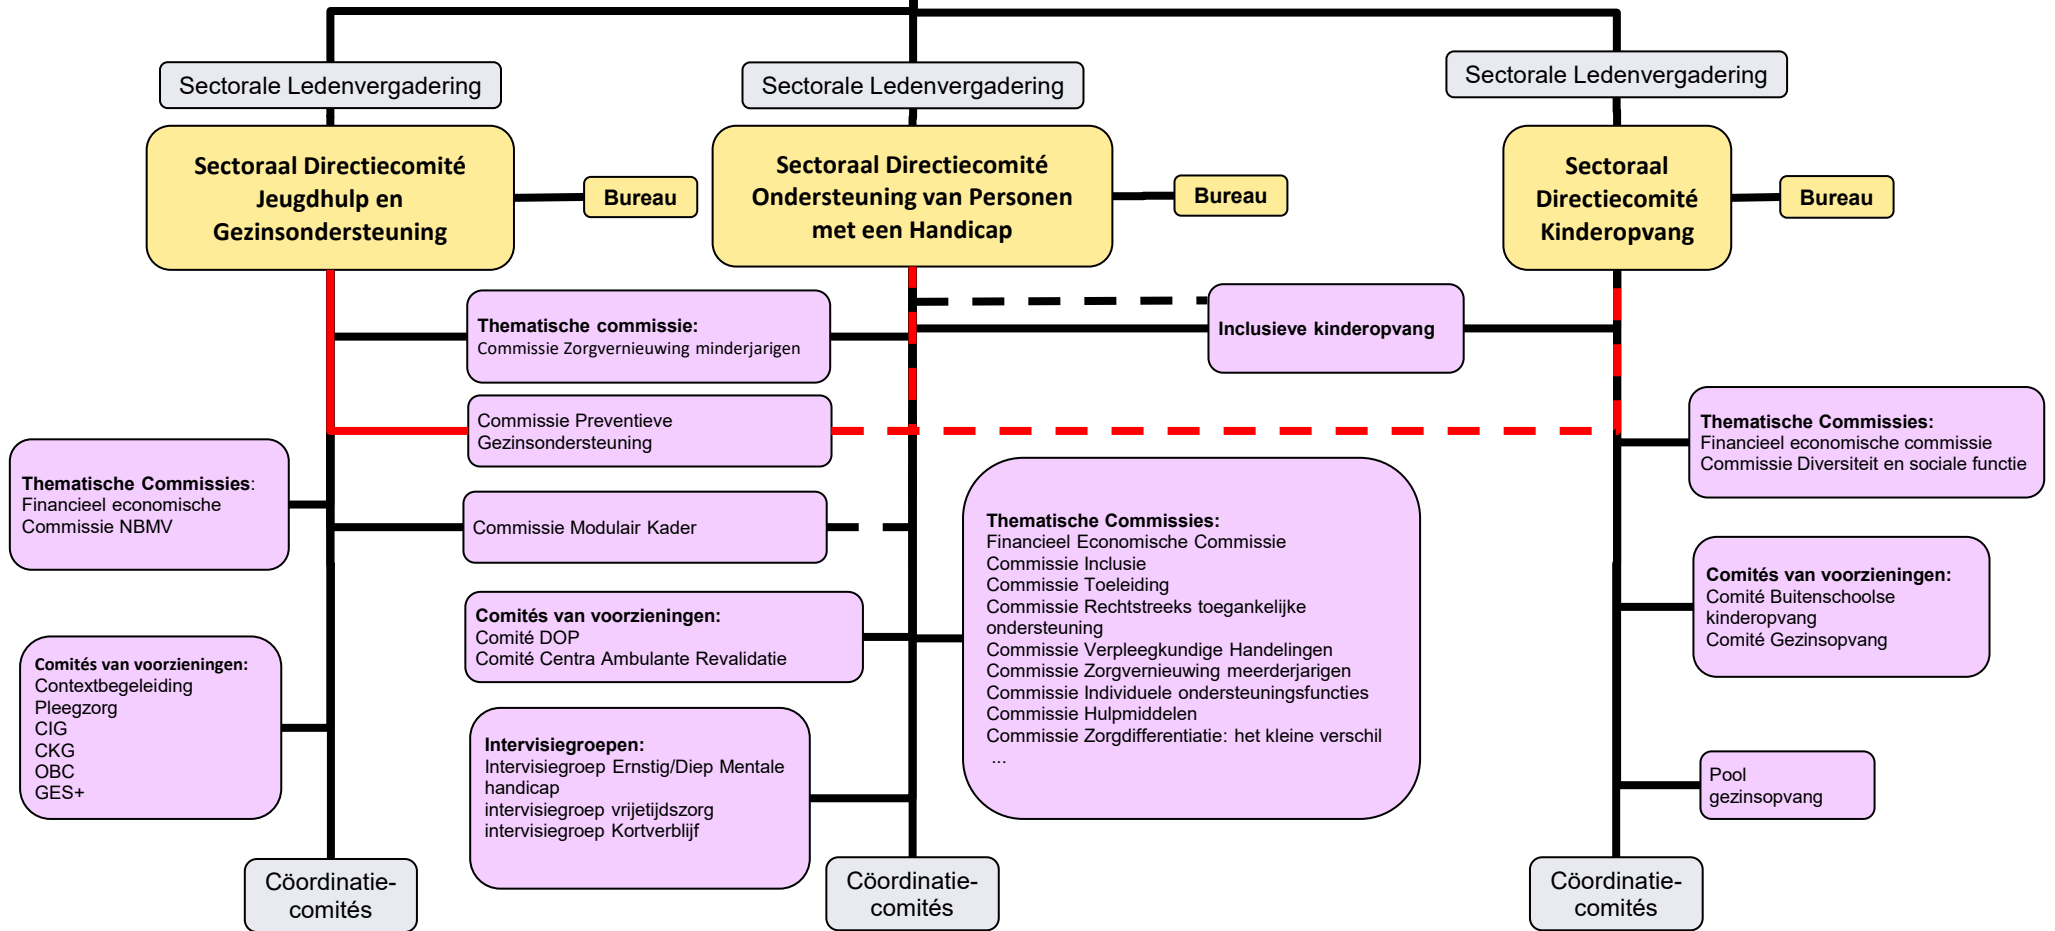 Sectorale Ledenvergadering
Sectorale Ledenvergadering
Sectorale Ledenvergadering
Sectoraal Directiecomité
Jeugdhulp en
Gezinsondersteuning
Bureau
Sectoraal Directiecomité
Ondersteuning van Personen
met een Handicap
Bureau
Sectoraal
Directiecomité
Kinderopvang
Bureau
Thematische commissie:
Commissie Zorgvernieuwing minderjarigen
Inclusieve kinderopvang
Commissie Preventieve
Gezinsondersteuning
Thematische Commissies:
Financieel economische commissie
Commissie Diversiteit en sociale functie
Thematische Commissies:
Financieel economische
Commissie NBMV
Commissie Modulair Kader
Thematische Commissies:
Financieel Economische Commissie
Commissie Inclusie
Commissie Toeleiding
Commissie Rechtstreeks toegankelijke
ondersteuning
Commissie Verpleegkundige Handelingen
Commissie Zorgvernieuwing meerderjarigen
Commissie Individuele ondersteuningsfuncties
Commissie Hulpmiddelen
Commissie Zorgdifferentiatie: het kleine verschil
...
Comités van voorzieningen:
Comité Buitenschoolse
kinderopvang
Comité Gezinsopvang
Comités van voorzieningen:
Comité DOP
Comité Centra Ambulante Revalidatie
Comités van voorzieningen:
Contextbegeleiding
Pleegzorg
CIG
CKG
OBC
GES+
Intervisiegroepen:
Intervisiegroep Ernstig/Diep Mentale
handicap
intervisiegroep vrijetijdszorg
intervisiegroep Kortverblijf
Pool
gezinsopvang
Cöordinatie-
comités
Cöordinatie-
comités
Cöordinatie-
comités